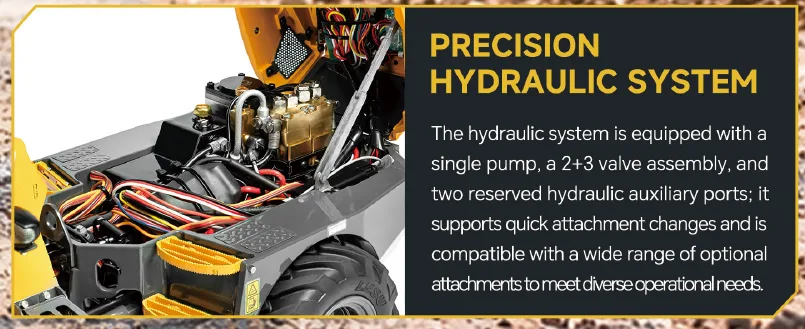 PRECISION
HYDRAULIC SYSTEM
The hydraulic system is equipped with a
single pump, a 2+3 valve assembly, and
two reserved hydraulic auxiliary ports; it
supports quick attachment changes and is
compatible with a wide range of optional
attachments to meet diverse operational needs.